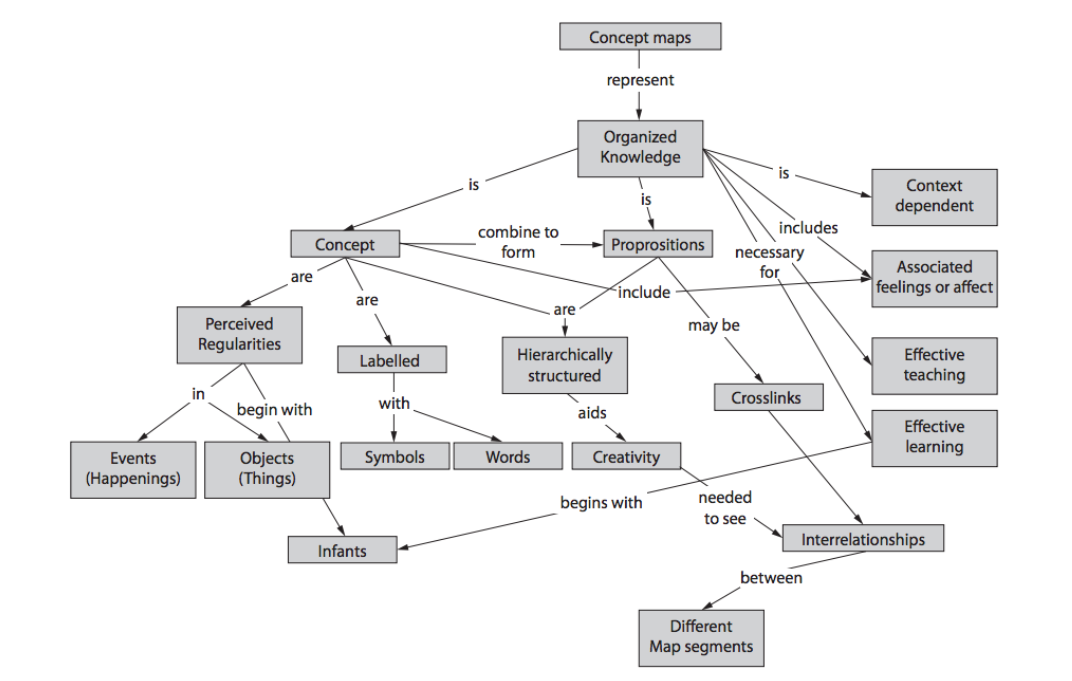 Concept maps
represent
Organized
Knowledge
is
is
is
Context
dependent
includes
Concept
combine to
form
Proprositions
necessary
for
Associated
feelings or affect
are
are
include
are
may be
Perceived
Regularities
Labelled
Hierarchically
structured
Effective
teaching
in
begin with
with
aids
Crosslinks
Effective
learning
Events
(Happenings)
Objects
(Things)
Symbols
Words
Creativity
begins with
needed
to see
Infants
Interrelationships
between
Different
Map segments